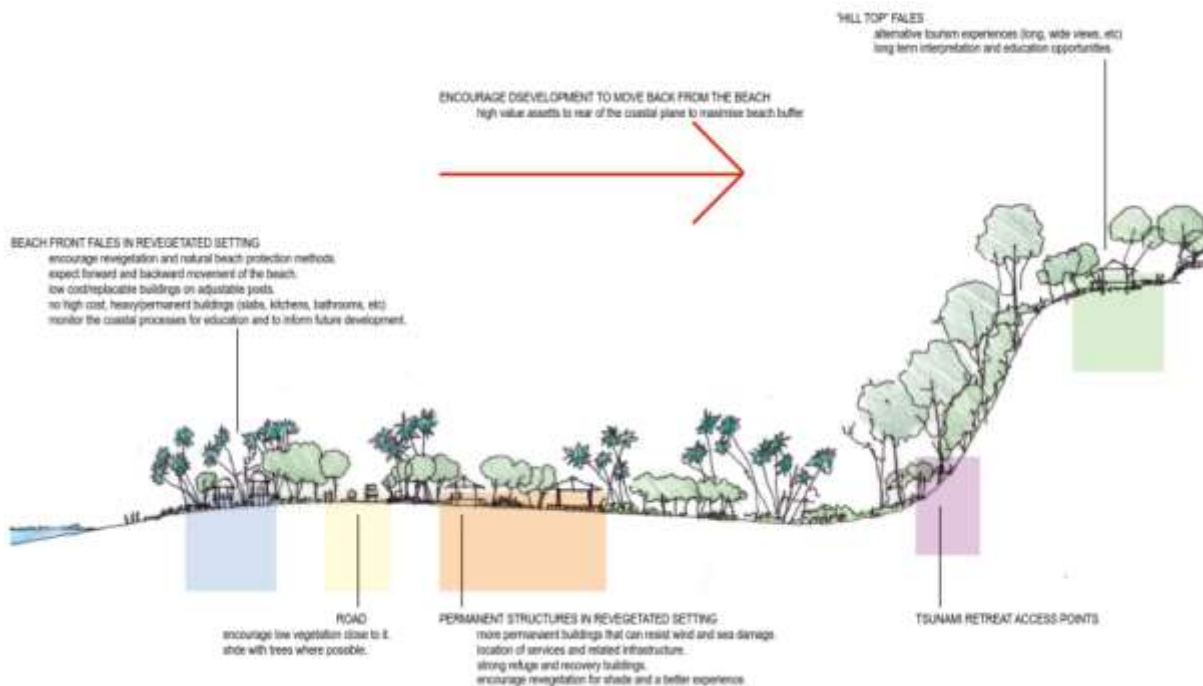 "HILL TOP" FALES
alternative tourism experiences (long, wide views, etc)
long term interpretation and education opportunities.
ENCOURAGE DSEVELOPMENT TO MOVE BACK FROM THE BEACH
high value assetts to rear of the coastal plane to maximise beach buffer
BEACH FRONT FALES IN REVEGETATED SETTING
encourage revegetation and natural beach protection methods.
expect forward and backward movement of the beach.
low cost/replacable buildings on adjustable posts.
no high cost, heavy/permanent buildings (slabs, kitchens, bathrooms, etc)
monitor the coastal processes for education and to inform future development.
ROAD
encourage low vegetation close to it.
shde with trees where possible.
PERMANENT STRUCTURES IN REVEGETATED SETTING
more permanaent buildings that can resist wind and sea damage.
location of services and related infrastructure.
strong refuge and recovery buildings.
encourage revegetation for shade and a better experience.
TSUNAMI RETREAT ACCESS POINTS